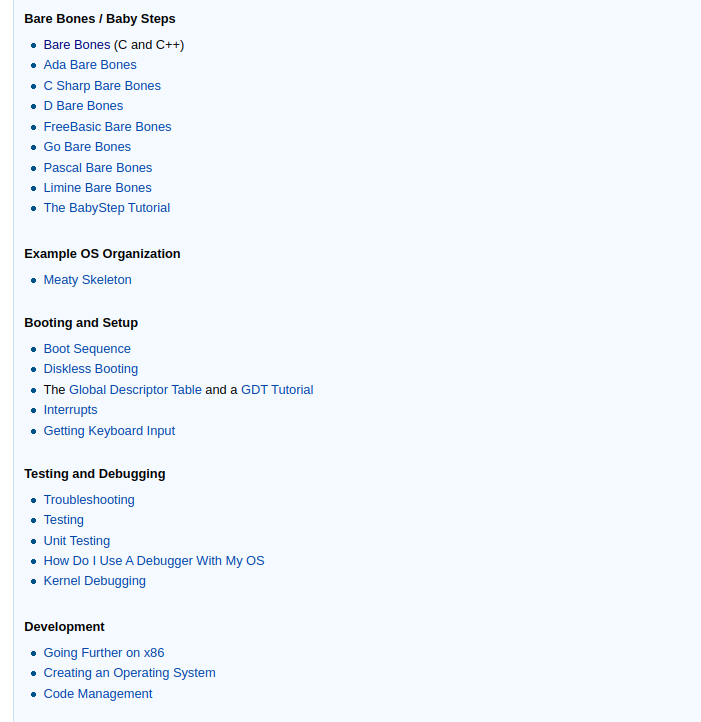 Bare Bones / Baby Steps
Bare Bones (C and C++)
Ada Bare Bones
C Sharp Bare Bones
D Bare Bones
FreeBasic Bare Bones
Go Bare Bones
Pascal Bare Bones
Limine Bare Bones
The BabyStep Tutorial
Example OS Organization
Meaty Skeleton
Booting and Setup
Boot Sequence
Diskless Booting
The Global Descriptor Table and a GDT Tutorial
Interrupts
Getting Keyboard Input
Testing and Debugging
Troubleshooting
Testing
Unit Testing
How Do I Use A Debugger With My OS
Kernel Debugging
Development
Going Further on x86
Creating an Operating System
Code Management